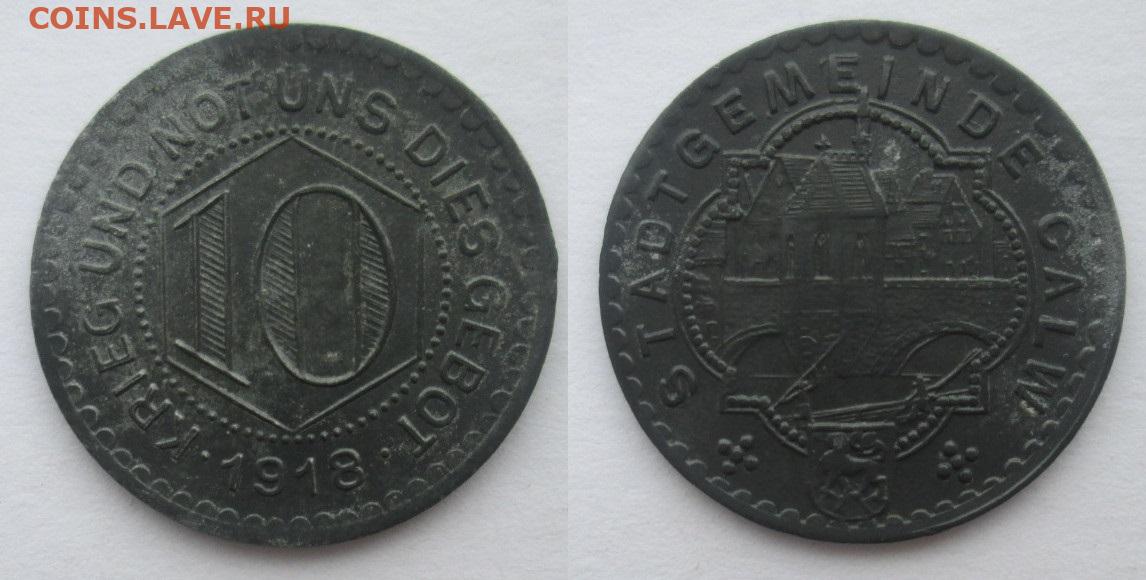 COINS.LAVE.RU
KRIEG UND NOT UNS DIES GEBOT
10
· 1918 ·
STADTGEMEINDE CALW